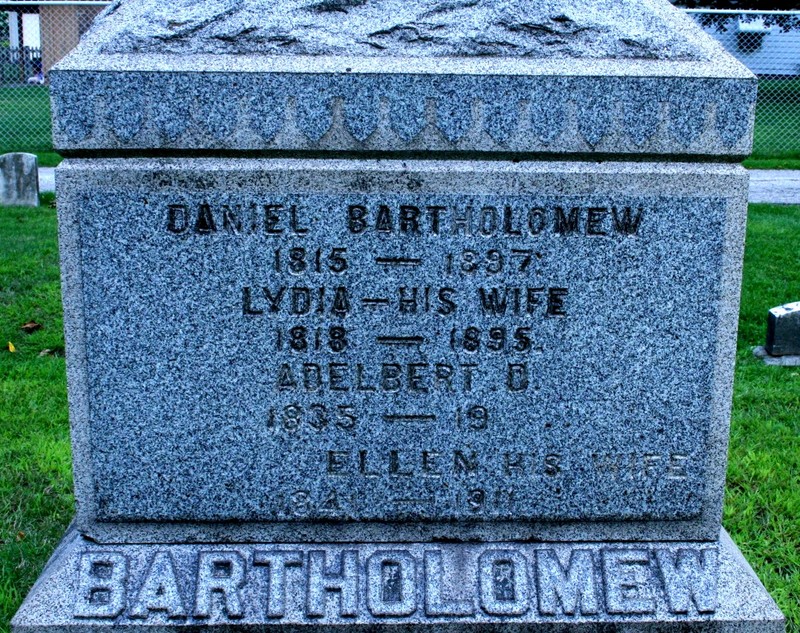 DANIEL BARTHOLOMEW
1815 — 1897.
LYDIA — HIS WIFE
1818 — 1895.
ADELBERT . D.
1835 — 19
ELLEN HIS WIFE
1841 — 1911
BARTHOLOMEW